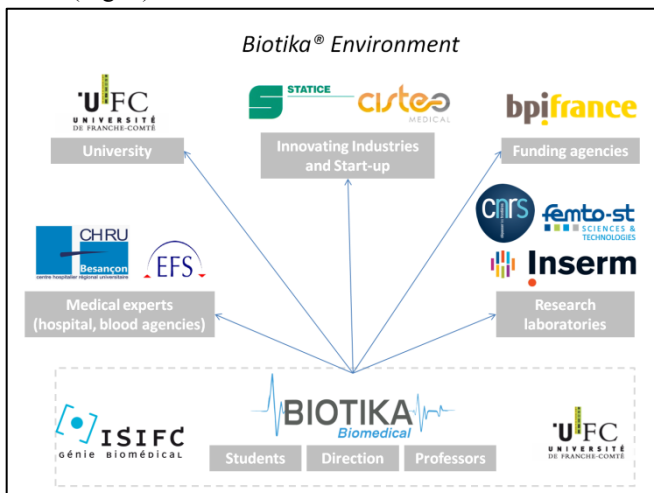 Biotika® Environment
UFC
UNIVERSITÉ
DE FRANCHE-COMTÉ
University
STATICE
cisteo
MEDICAL
Innovating Industries
and Start-up
bpifrance
Funding agencies
CHRU
Besançon
centre hospitalier régional universitaire
EFS
Medical experts
(hospital, blood agencies)
cnrs
femto-st
SCIENCES &
TECHNOLOGIES
Inserm
Research
laboratories
ISIFC
GÉNIE BIOMÉDICAL
BIOTIKA
Biomedical
Students
Direction
Professors
UFC
UNIVERSITÉ
DE FRANCHE-COMTÉ